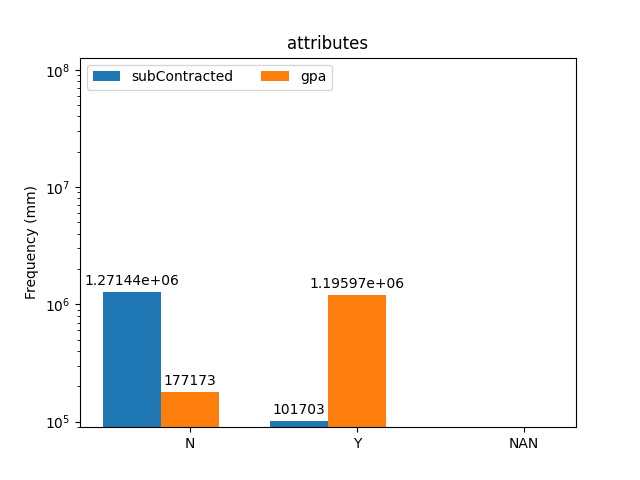 attributes
subContracted
gpa
Frequency (mm)
10^8
10^7
10^6
10^5
1.27144e+06
177173
101703
1.19597e+06
N
Y
NAN